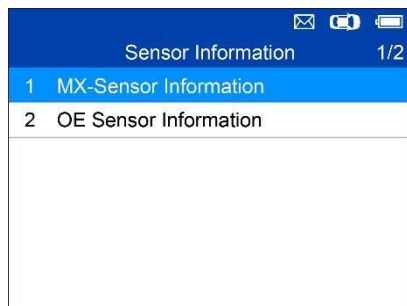 Sensor Information 1/2
1 MX-Sensor Information
2 OE Sensor Information